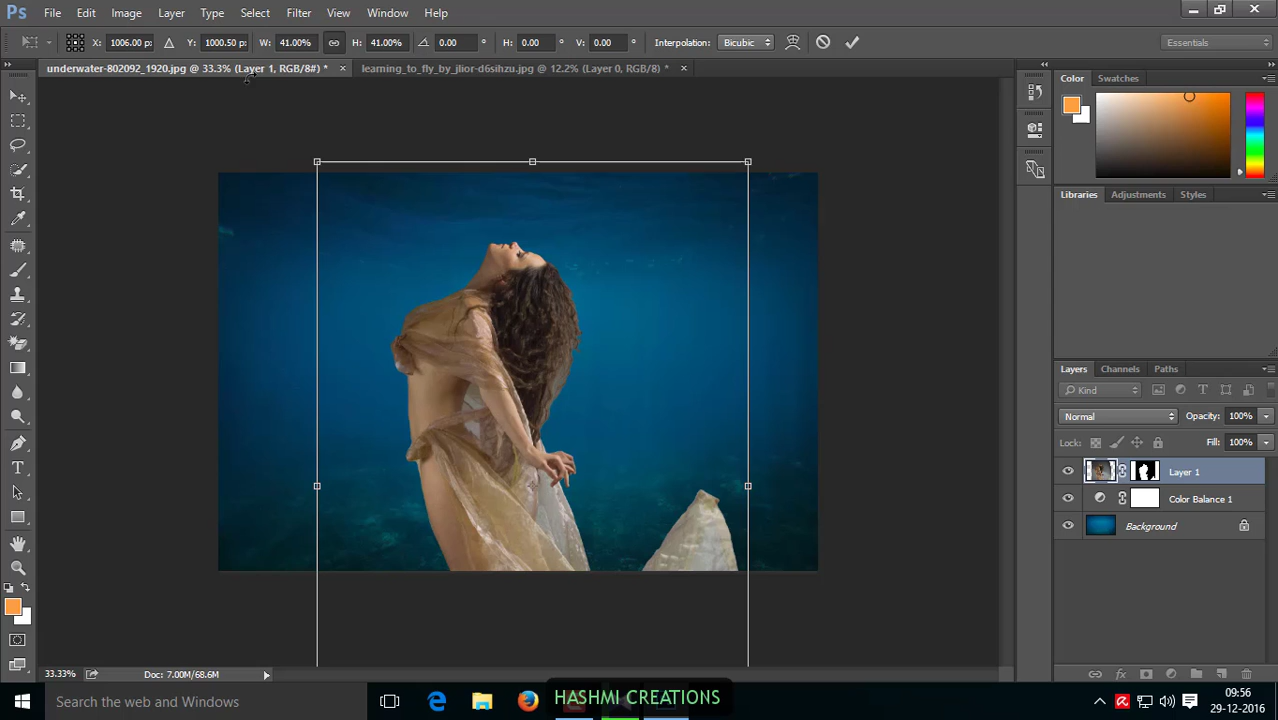 Ps File Edit Image Layer Type Select Filter 3D View Window Help
X: 1006.00 px Y: 1000.50 px W: 41.00% H: 41.00% 0.00 ° H: 0.00 ° V: 0.00 ° Interpolation: Bicubic Essentials
underwater-802092_1920.jpg @ 33.3% (Layer 1, RGB/8#) * × learning_to_fly_by_jlior-d6sihzu.jpg @ 12.2% (Layer 0, RGB/8) * ×
Color Swatches
Libraries Adjustments Styles
Layers Channels Paths
Kind
Normal Opacity: 100%
Lock: Fill: 100%
Layer 1
Color Balance 1
Background
33.33% Doc: 7.00M/68.6M
Search the web and Windows
HASHMI CREATIONS
09:56
29-12-2016